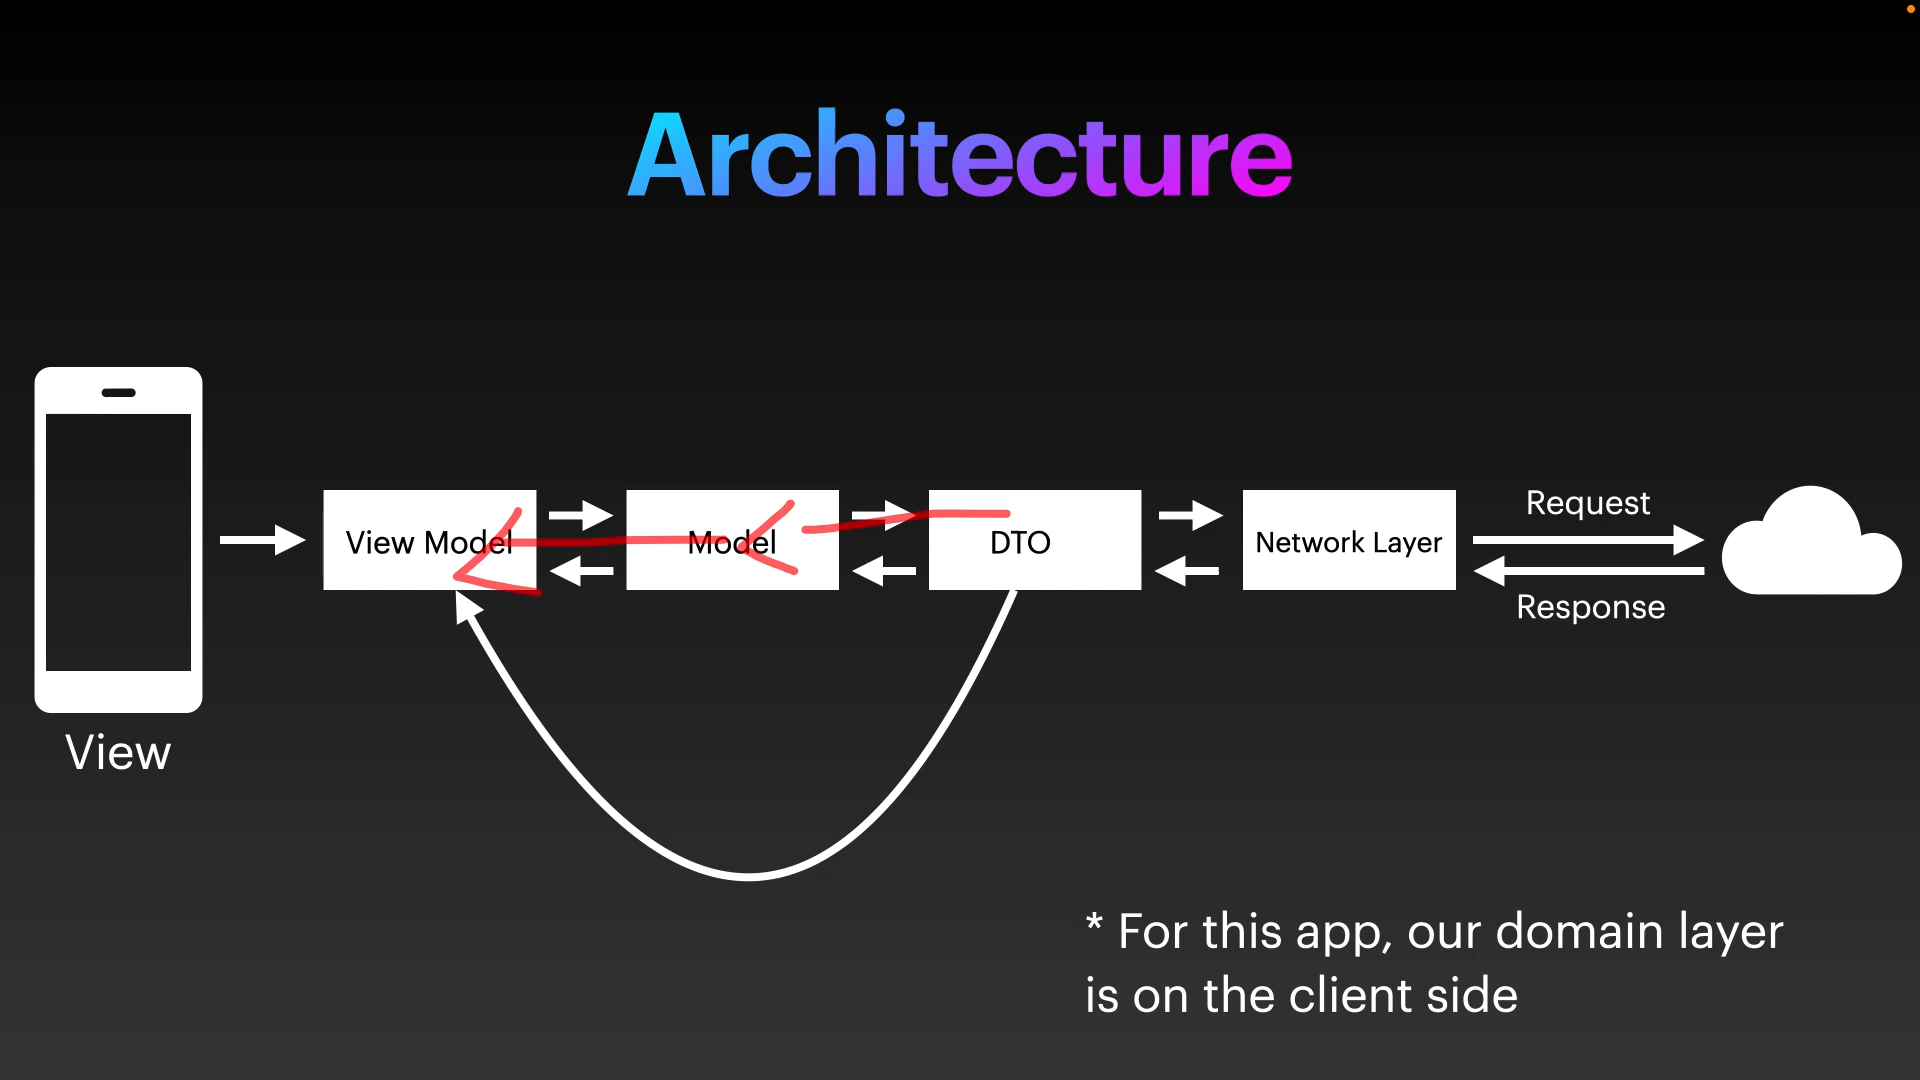 Architecture
View Model
Model
DTO
Network Layer
Request
Response
View
* For this app, our domain layer
is on the client side